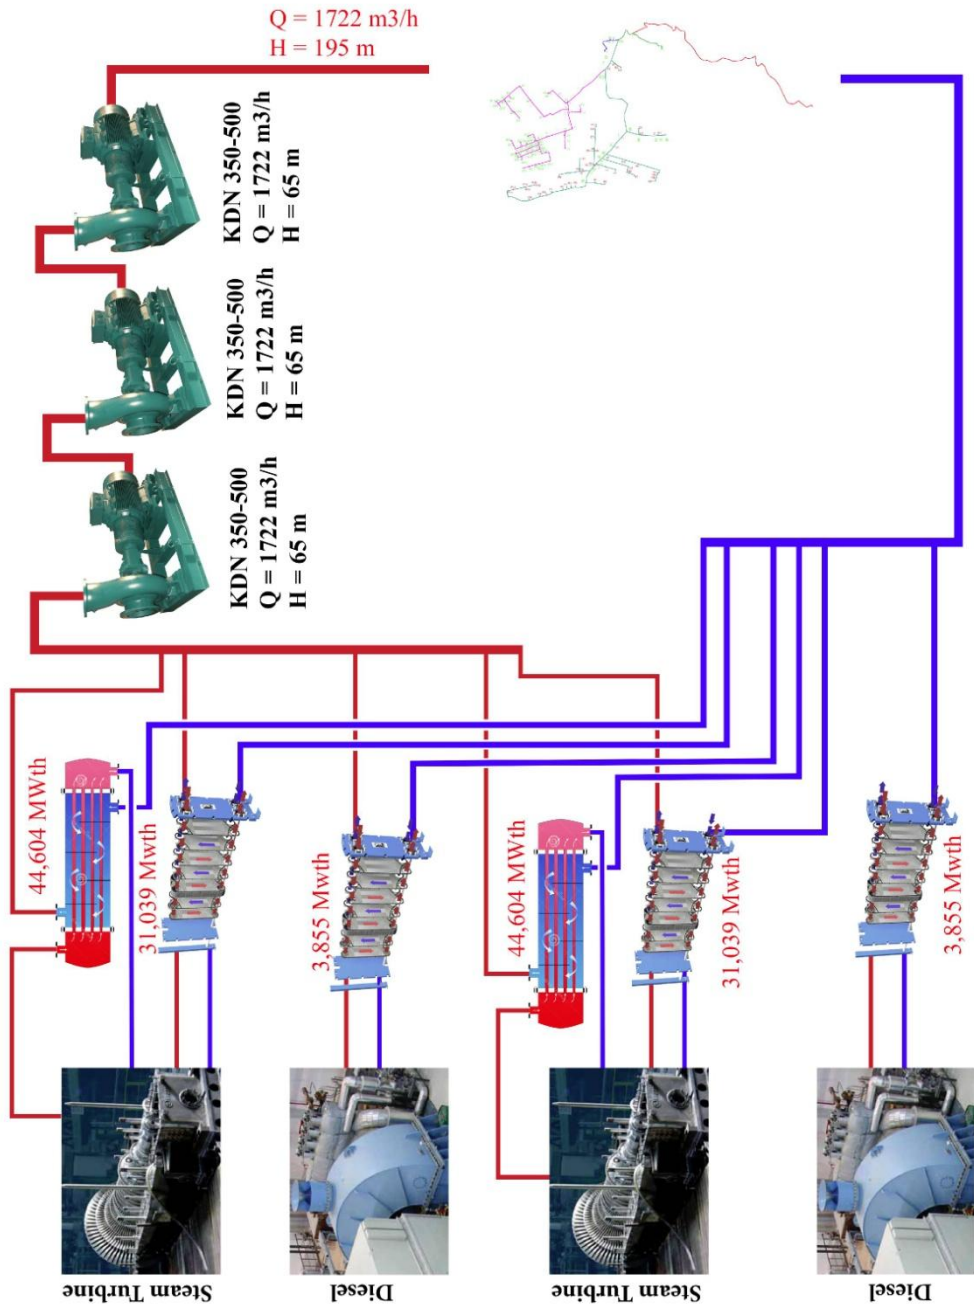 Q = 1722 m3/h
H = 195 m
KDN 350-500
Q = 1722 m3/h
H = 65 m
KDN 350-500
Q = 1722 m3/h
H = 65 m
KDN 350-500
Q = 1722 m3/h
H = 65 m
44,604 MWth
31,039 Mwth
3,855 Mwth
44,604 MWth
31,039 Mwth
3,855 Mwth
Steam Turbine
Diesel
Steam Turbine
Diesel